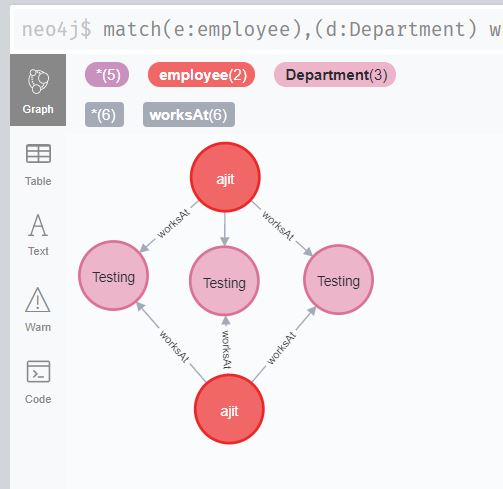 neo4j$ match(e:employee),(d:Department) w
*(5) employee(2) Department(3)
Graph
*(6) worksAt(6)
Table
ajit
worksAt worksAt
Text
Testing Testing Testing
Warn
worksAt worksAt worksAt
Code
ajit